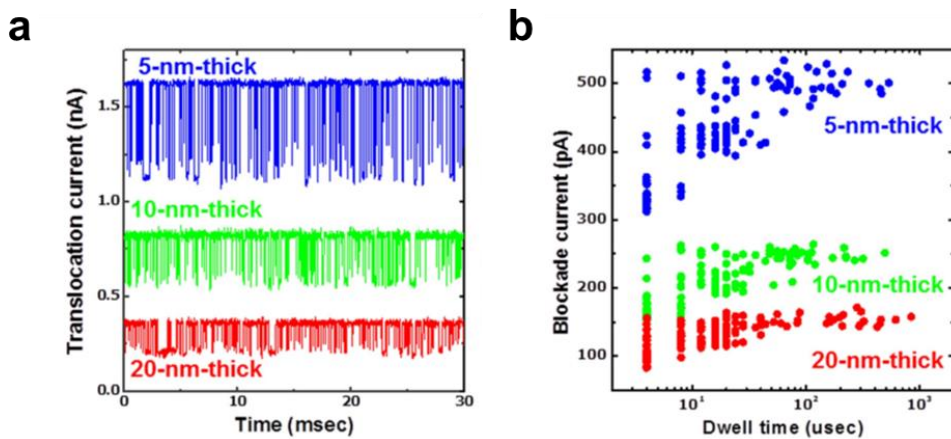 a
5-nm-thick
10-nm-thick
20-nm-thick
Translocation current (nA)
1.5
1.0
0.5
0.0
0
10
20
30
Time (msec)
b
5-nm-thick
10-nm-thick
20-nm-thick
Blockade current (pA)
500
400
300
200
100
10¹
10²
10³
Dwell time (usec)